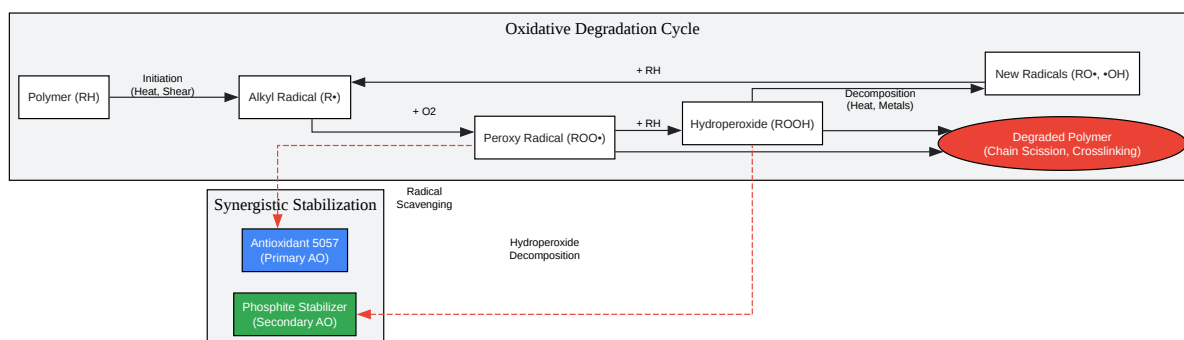 Oxidative Degradation Cycle
Polymer (RH)
Initiation
(Heat, Shear)
Alkyl Radical (R•)
+ RH
New Radicals (RO•, •OH)
+ O2
Peroxy Radical (ROO•)
+ RH
Hydroperoxide (ROOH)
Decomposition
(Heat, Metals)
Degraded Polymer
(Chain Scission, Crosslinking)
Radical
Scavenging
Synergistic Stabilization
Antioxidant 5057
(Primary AO)
Hydroperoxide
Decomposition
Phosphite Stabilizer
(Secondary AO)